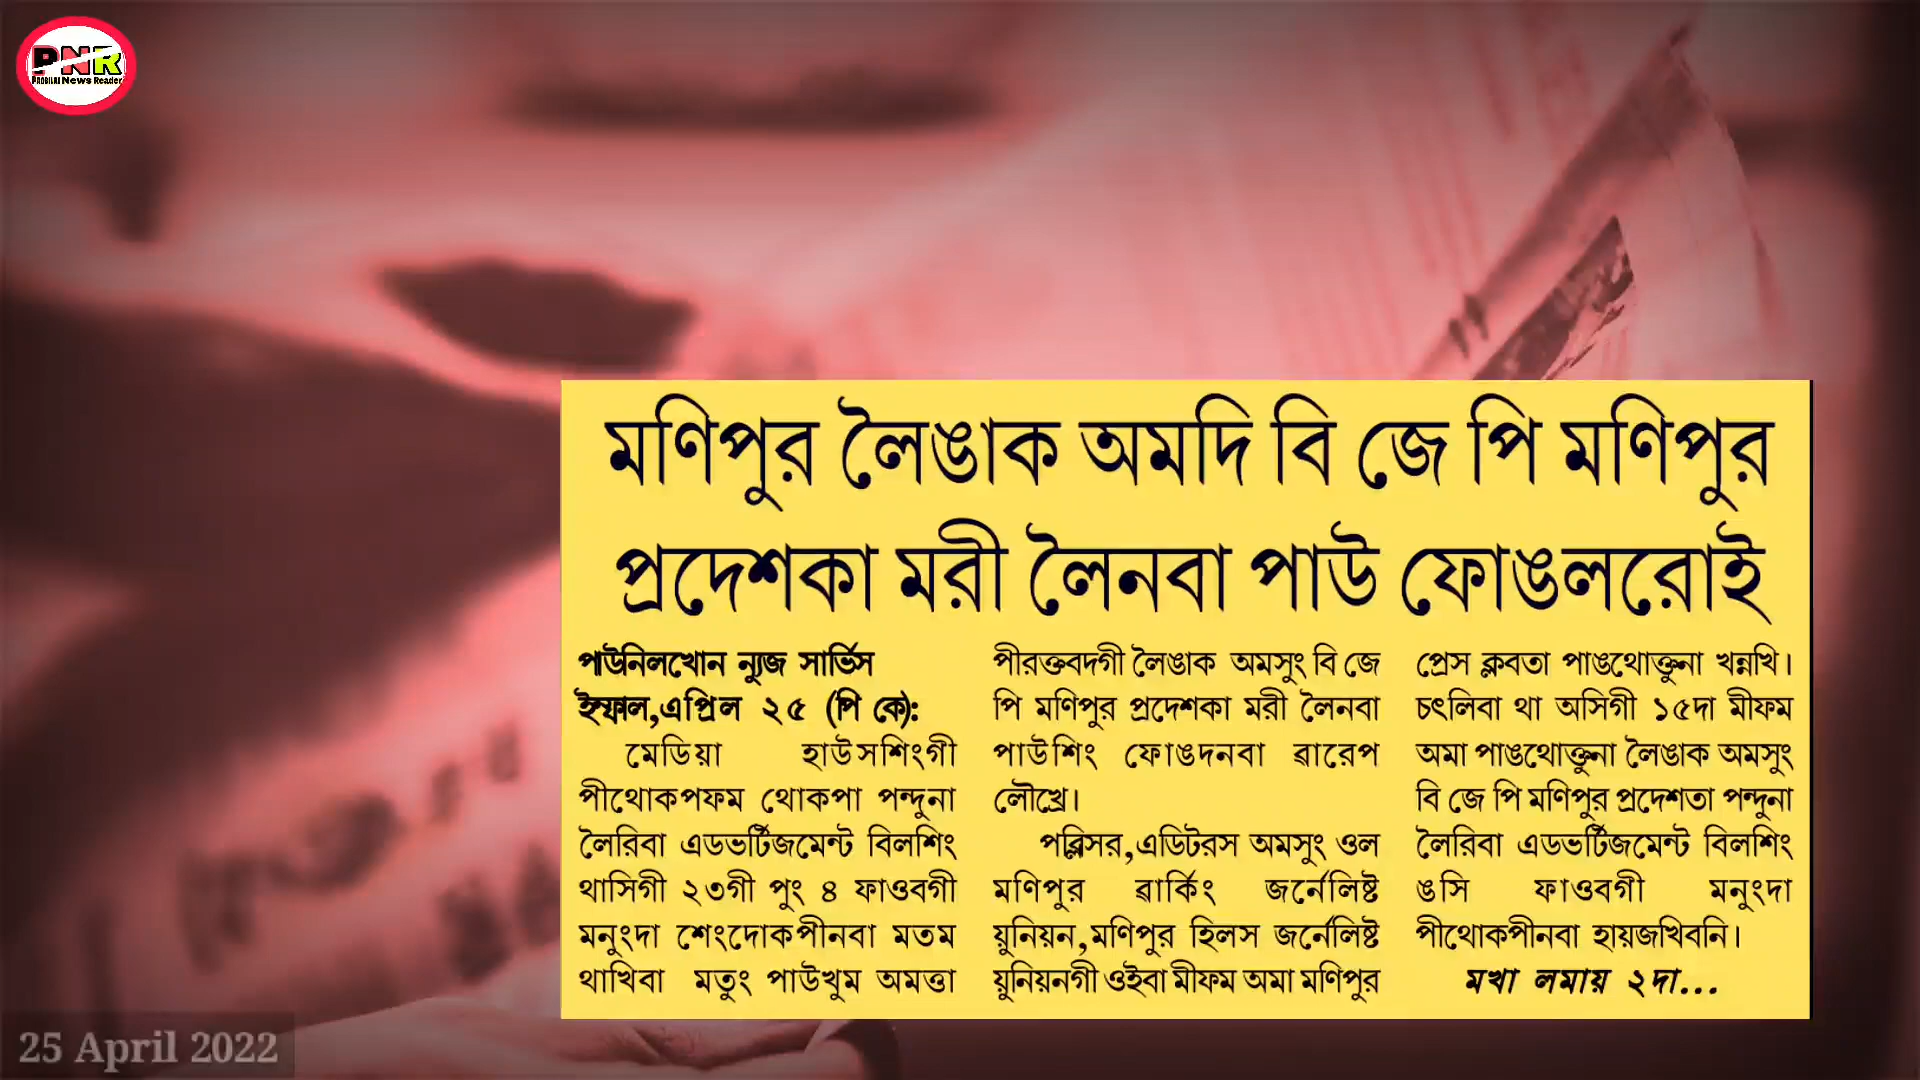 PNR
PAOBILAI News Reader
মণিপুর লৈঙাক অমদি বি জে পি মণিপুর
প্রদেশকা মরী লৈনবা পাউ ফোঙলরোই
পাউনিলখোন ন্যুজ সার্ভিস
ইম্ফাল,এপ্রিল ২৫ (পি কে):
মেডিয়া হাউসশিংগী
পীথোকপফম থোকপা পন্দুনা
লৈরিবা এডভর্টিজমেন্ট বিলশিং
থাসিগী ২৩গী পুং ৪ ফাওবগী
মনুংদা শেংদোকপীনবা মতম
থাখিবা মতুং পাউখুম অমত্তা
পীরক্তবদগী লৈঙাক অমসুং বি জে
পি মণিপুর প্রদেশকা মরী লৈনবা
পাউশিং ফোঙদনবা ৱারেপ
লৌখ্রে।
পব্লিসর,এডিটরস অমসুং ওল
মণিপুর ৱার্কিং জর্নেলিষ্ট
য়ুনিয়ন,মণিপুর হিলস জর্নেলিষ্ট
য়ুনিয়নগী ওইবা মীফম অমা মণিপুর
প্রেস ক্লবতা পাঙথোক্তুনা খন্নখি।
চৎলিবা থা অসিগী ১৫দা মীফম
অমা পাঙথোক্তুনা লৈঙাক অমসুং
বি জে পি মণিপুর প্রদেশতা পন্দুনা
লৈরিবা এডভর্টিজমেন্ট বিলশিং
ঙসি ফাওবগী মনুংদা
পীথোকপীনবা হায়জখিবনি।
মখা লমায় ২দা...
25 April 2022